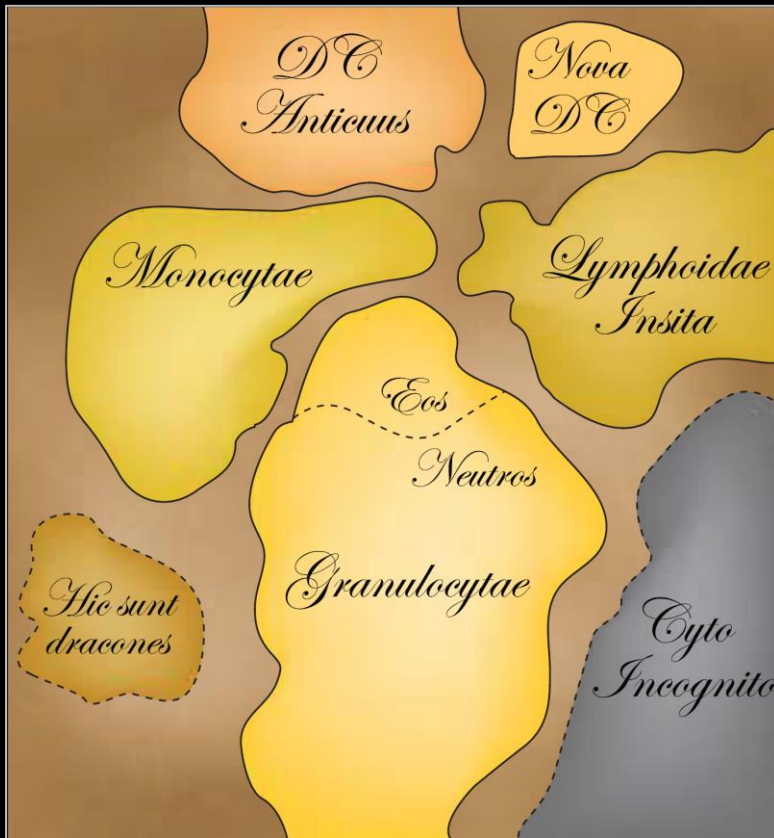 DC
Anticuus
Nova
DC
Monocytae
Lymphoidae
Insita
Eos
Neutros
Granulocytae
Hic sunt
dracones
Cyto
Incognito